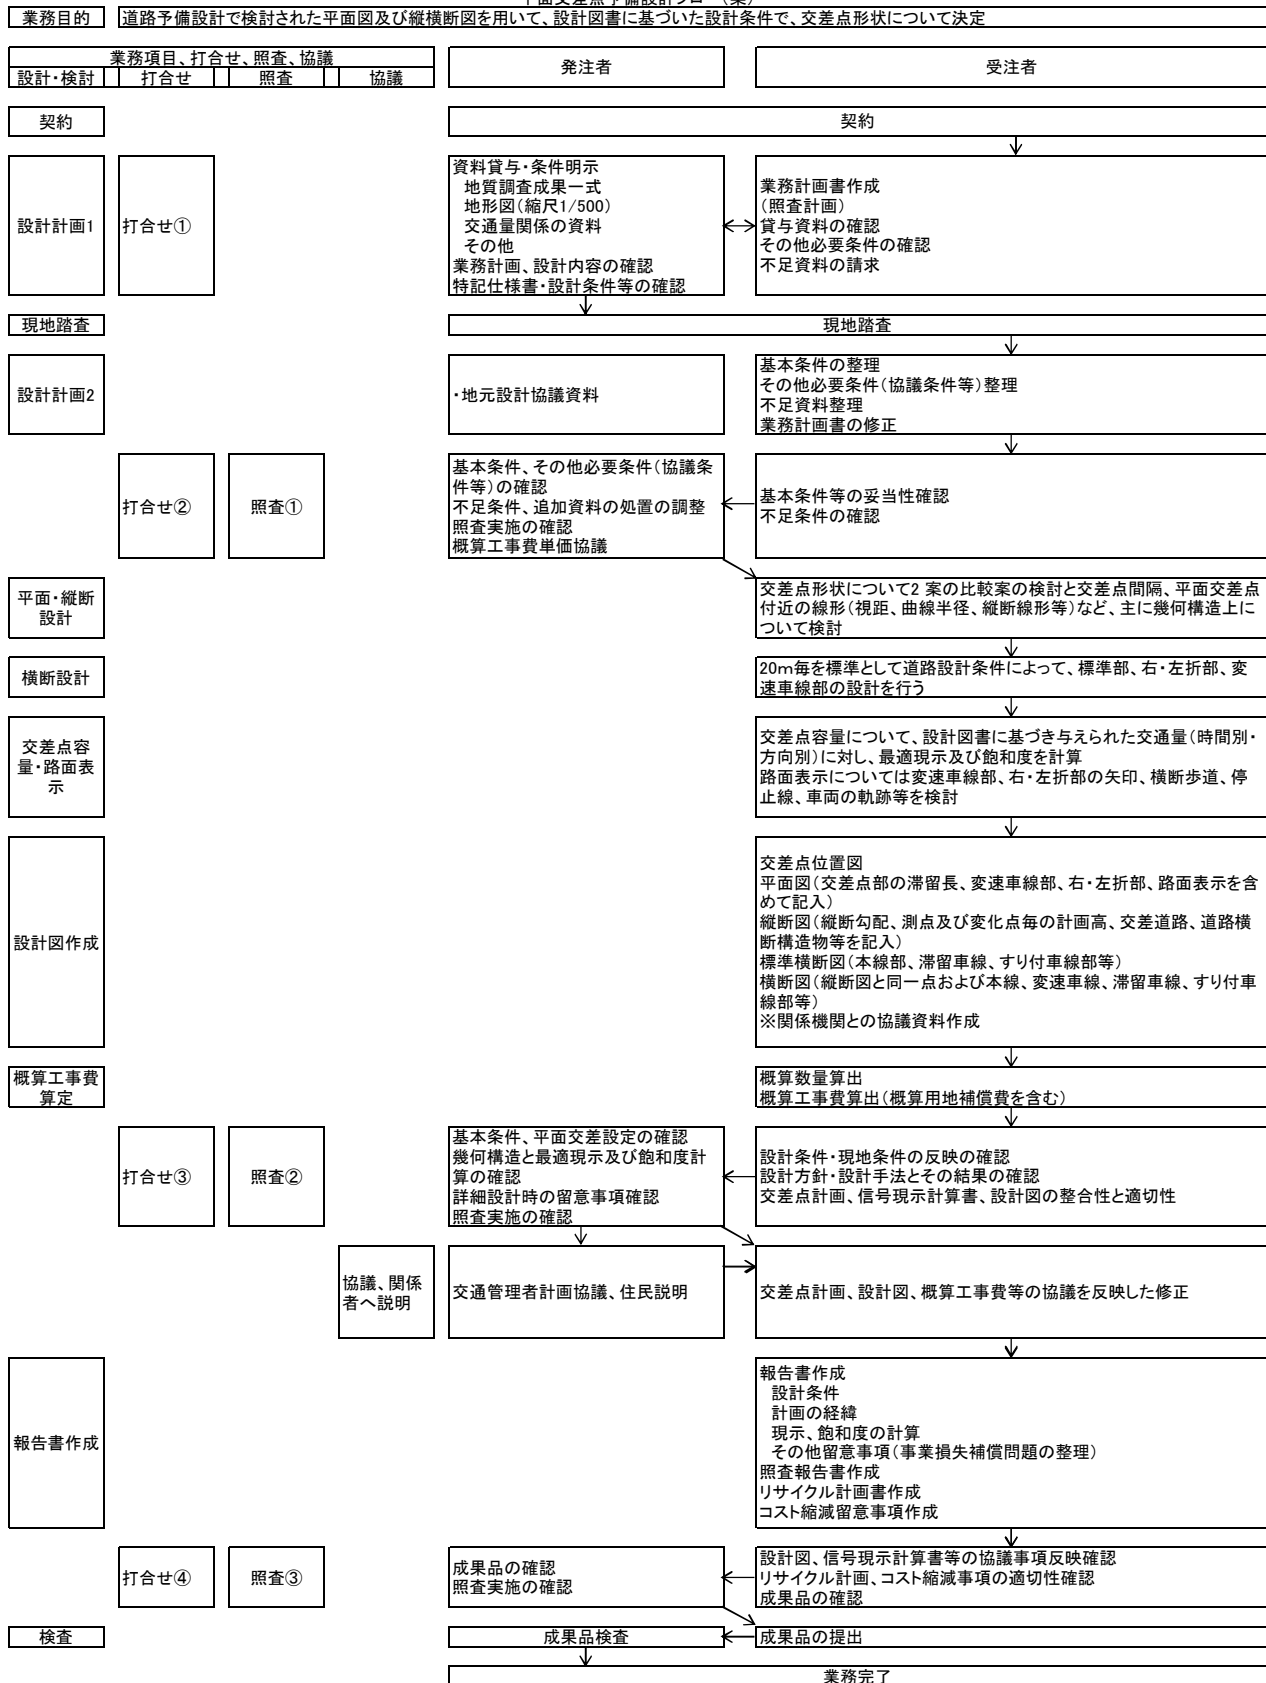 平面交差点予備設計フロー(案)
業務目的
道路予備設計で検討された平面図及び縦横断図を用いて、設計図書に基づいた設計条件で、交差点形状について決定
業務項目、打合せ、照査、協議
設計・検討
打合せ
照査
協議
発注者
受注者
契約
契約
設計計画1
打合せ①
資料貸与・条件明示
地質調査成果一式
地形図(縮尺1/500)
交通量関係の資料
その他
業務計画、設計内容の確認
特記仕様書・設計条件等の確認
業務計画書作成
(照査計画)
貸与資料の確認
その他必要条件の確認
不足資料の請求
現地踏査
現地踏査
設計計画2
・地元設計協議資料
基本条件の整理
その他必要条件(協議条件等)整理
不足資料整理
業務計画書の修正
打合せ②
照査①
基本条件、その他必要条件(協議条
件等)の確認
不足条件、追加資料の処置の調整
照査実施の確認
概算工事費単価協議
基本条件等の妥当性確認
不足条件の確認
平面・縦断
設計
交差点形状について2 案の比較案の検討と交差点間隔、平面交差点
付近の線形(視距、曲線半径、縦断線形等)など、主に幾何構造上に
ついて検討
横断設計
20m毎を標準として道路設計条件によって、標準部、右・左折部、変
速車線部の設計を行う
交差点容
量・路面表
示
交差点容量について、設計図書に基づき与えられた交通量(時間別・
方向別)に対し、最適現示及び飽和度を計算
路面表示については変速車線部、右・左折部の矢印、横断歩道、停
止線、車両の軌跡等を検討
設計図作成
交差点位置図
平面図(交差点部の滞留長、変速車線部、右・左折部、路面表示を含
めて記入)
縦断図(縦断勾配、測点及び変化点毎の計画高、交差道路、道路横
断構造物等を記入)
標準横断図(本線部、滞留車線、すり付車線部等)
横断図(縦断図と同一点および本線、変速車線、滞留車線、すり付車
線部等)
※関係機関との協議資料作成
概算工事費
算定
概算数量算出
概算工事費算出(概算用地補償費を含む)
打合せ③
照査②
基本条件、平面交差設定の確認
幾何構造と最適現示及び飽和度計
算の確認
詳細設計時の留意事項確認
照査実施の確認
設計条件・現地条件の反映の確認
設計方針・設計手法とその結果の確認
交差点計画、信号現示計算書、設計図の整合性と適切性
協議、関係
者へ説明
交通管理者計画協議、住民説明
交差点計画、設計図、概算工事費等の協議を反映した修正
報告書作成
報告書作成
設計条件
計画の経緯
現示、飽和度の計算
その他留意事項(事業損失補償問題の整理)
照査報告書作成
リサイクル計画書作成
コスト縮減留意事項作成
打合せ④
照査③
成果品の確認
照査実施の確認
設計図、信号現示計算書等の協議事項反映確認
リサイクル計画、コスト縮減事項の適切性確認
成果品の確認
検査
成果品検査
成果品の提出
業務完了